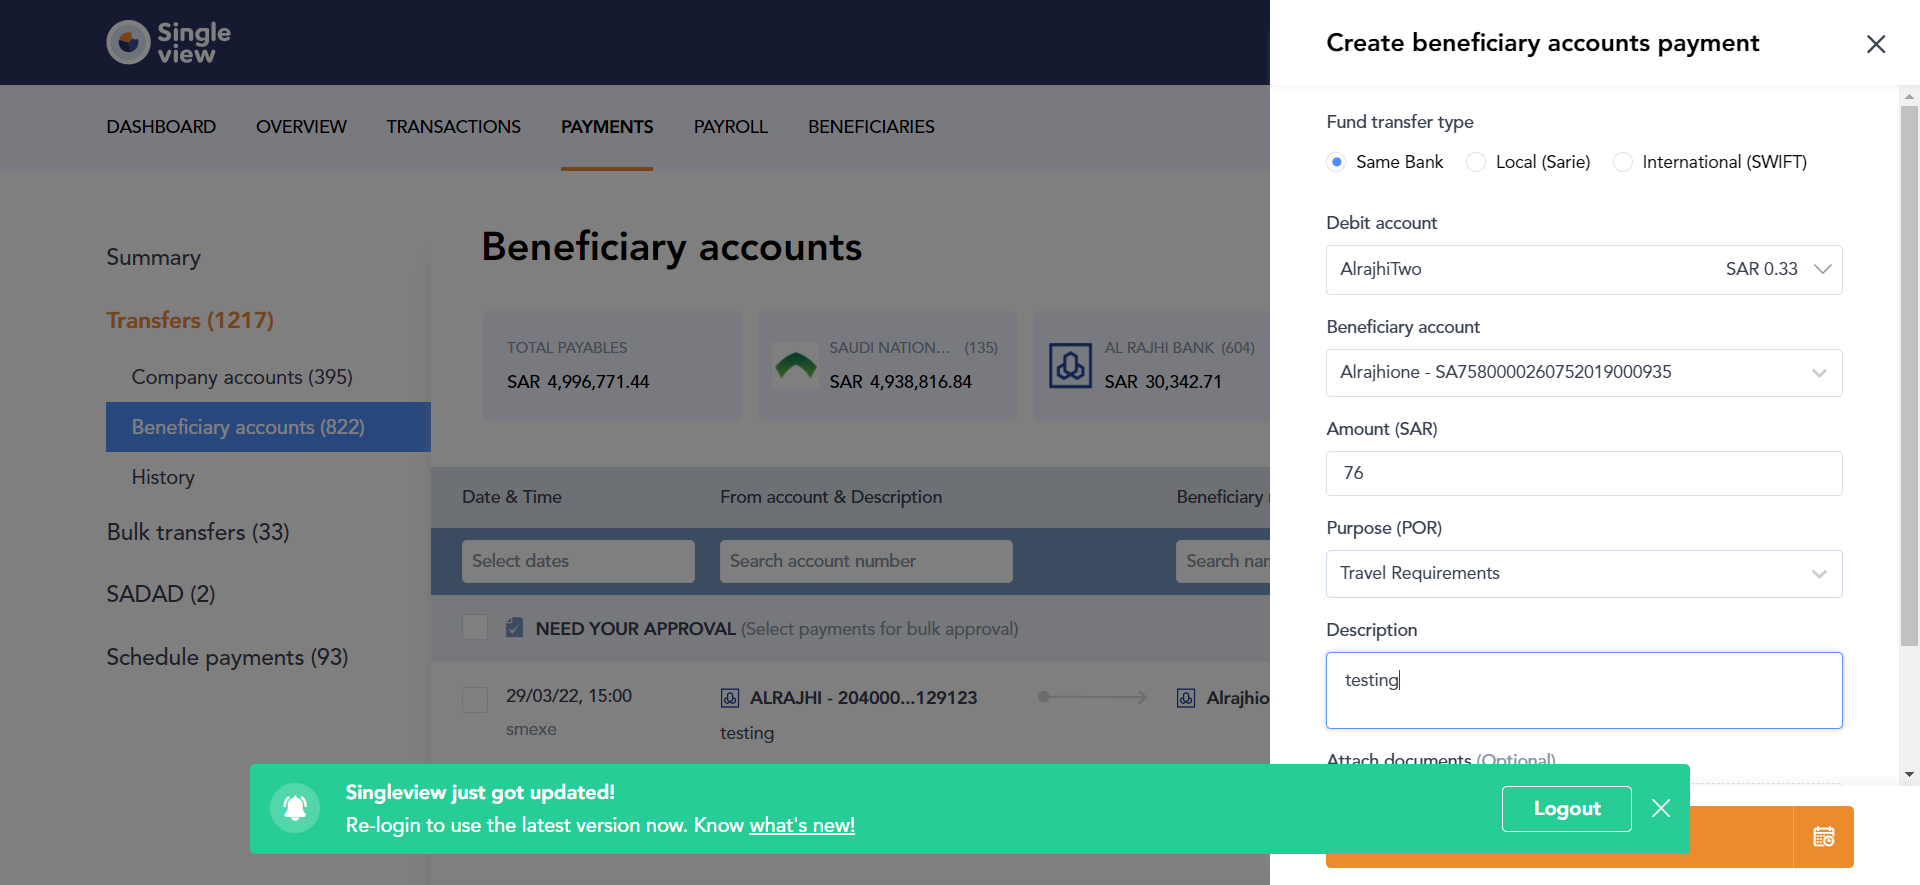 Single
view
DASHBOARD OVERVIEW TRANSACTIONS PAYMENTS PAYROLL BENEFICIARIES
Summary
Transfers (1217)
Company accounts (395)
Beneficiary accounts (822)
History
Bulk transfers (33)
SADAD (2)
Schedule payments (93)
Beneficiary accounts
TOTAL PAYABLES
SAR 4,996,771.44
SAUDI NATION... (135)
SAR 4,938,816.84
AL RAJHI BANK (604)
SAR 30,342.71
Date & Time From account & Description Beneficiary
Select dates Search account number Search nar
NEED YOUR APPROVAL (Select payments for bulk approval)
29/03/22, 15:00 ALRAJHI - 204000...129123 Alrajhio
smexe testing
Create beneficiary accounts payment
Fund transfer type
Same Bank Local (Sarie) International (SWIFT)
Debit account
AlrajhiTwo SAR 0.33
Beneficiary account
Alrajhione - SA7580000260752019000935
Amount (SAR)
76
Purpose (POR)
Travel Requirements
Description
testing
Attach documents (Optional)
Singleview just got updated!
Re-login to use the latest version now. Know what's new!
Logout